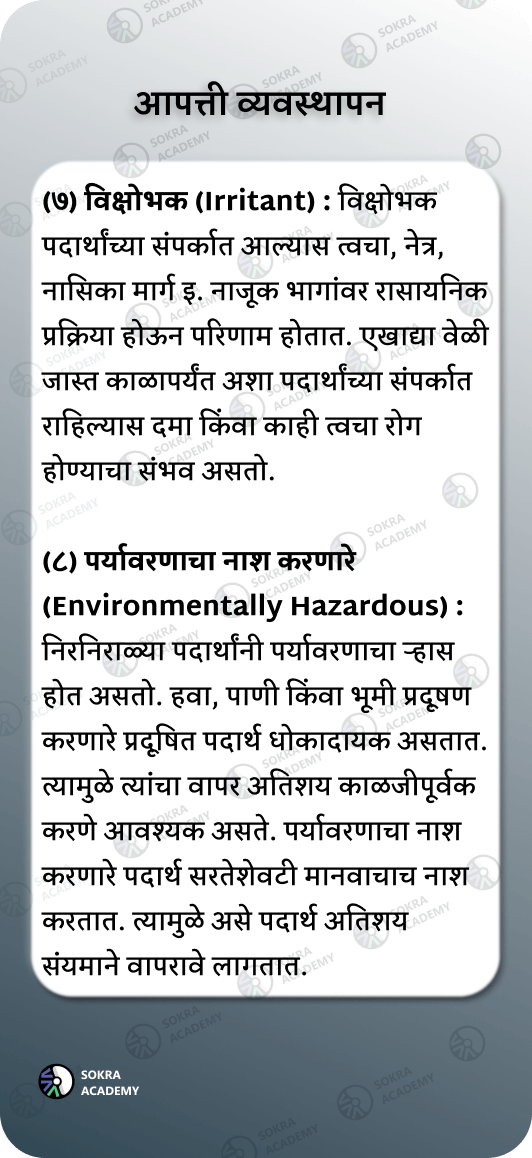 आपत्ती व्यवस्थापन
(७) विक्षोभक (Irritant) : विक्षोभक
पदार्थांच्या संपर्कात आल्यास त्वचा, नेत्र,
नासिका मार्ग इ. नाजूक भागांवर रासायनिक
प्रक्रिया होऊन परिणाम होतात. एखाद्या वेळी
जास्त काळापर्यंत अशा पदार्थांच्या संपर्कात
राहिल्यास दमा किंवा काही त्वचा रोग
होण्याचा संभव असतो.
(८) पर्यावरणाचा नाश करणारे
(Environmentally Hazardous) :
निरनिराळ्या पदार्थांनी पर्यावरणाचा ऱ्हास
होत असतो. हवा, पाणी किंवा भूमी प्रदूषण
करणारे प्रदूषित पदार्थ धोकादायक असतात.
त्यामुळे त्यांचा वापर अतिशय काळजीपूर्वक
करणे आवश्यक असते. पर्यावरणाचा नाश
करणारे पदार्थ सरतेशेवटी मानवाचाच नाश
करतात. त्यामुळे असे पदार्थ अतिशय
संयमाने वापरावे लागतात.
SOKRA
ACADEMY